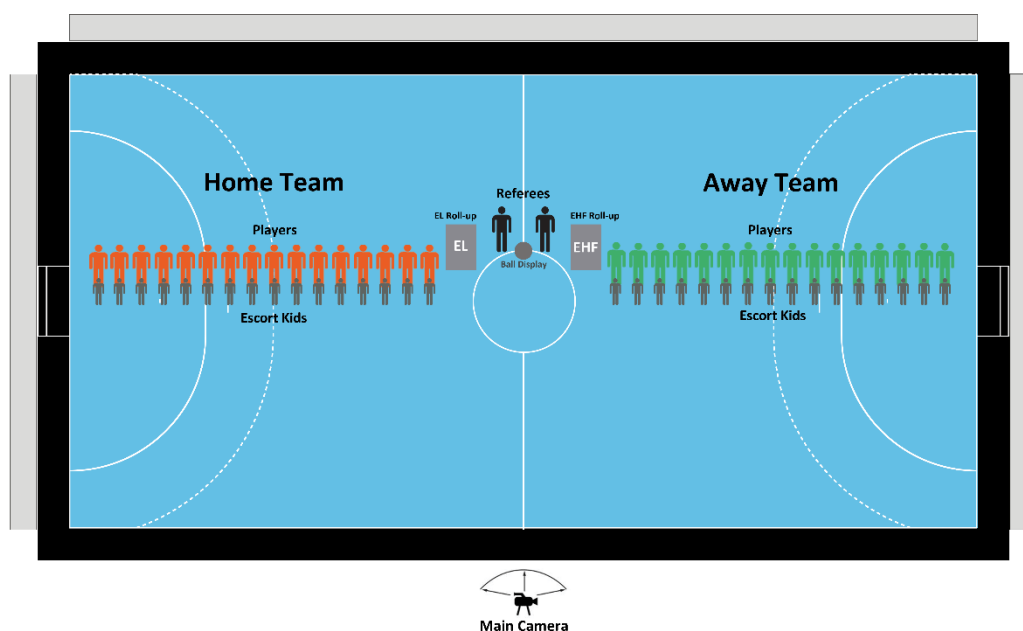 Home Team
Away Team
Referees
EL Roll-up
EHF Roll-up
Players
Players
EL
EHF
Ball Display
Escort Kids
Escort Kids
Main Camera